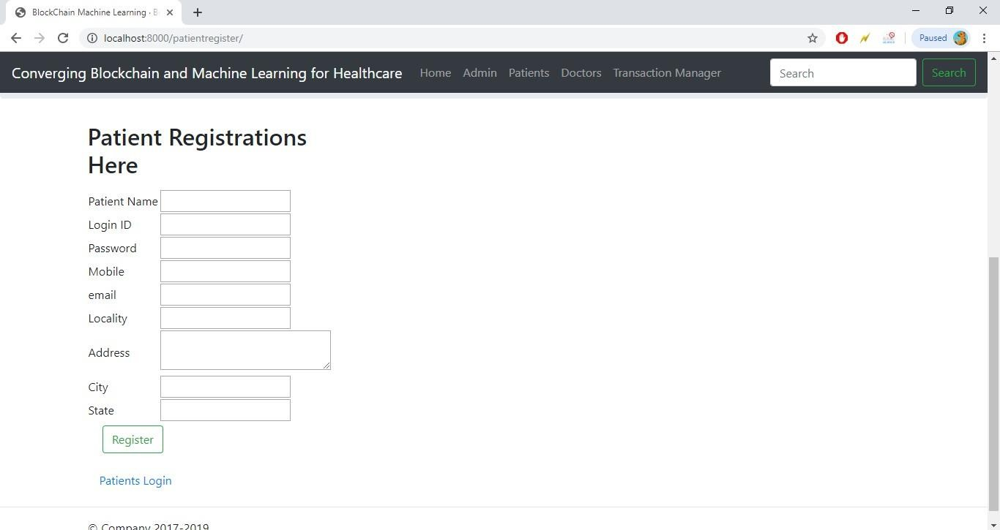 BlockChain Machine Learning · B
localhost:8000/patientregister/
Paused
Converging Blockchain and Machine Learning for Healthcare Home Admin Patients Doctors Transaction Manager Search Search
Patient Registrations
Here
Patient Name
Login ID
Password
Mobile
email
Locality
Address
City
State
Register
Patients Login
© Company 2017-2019